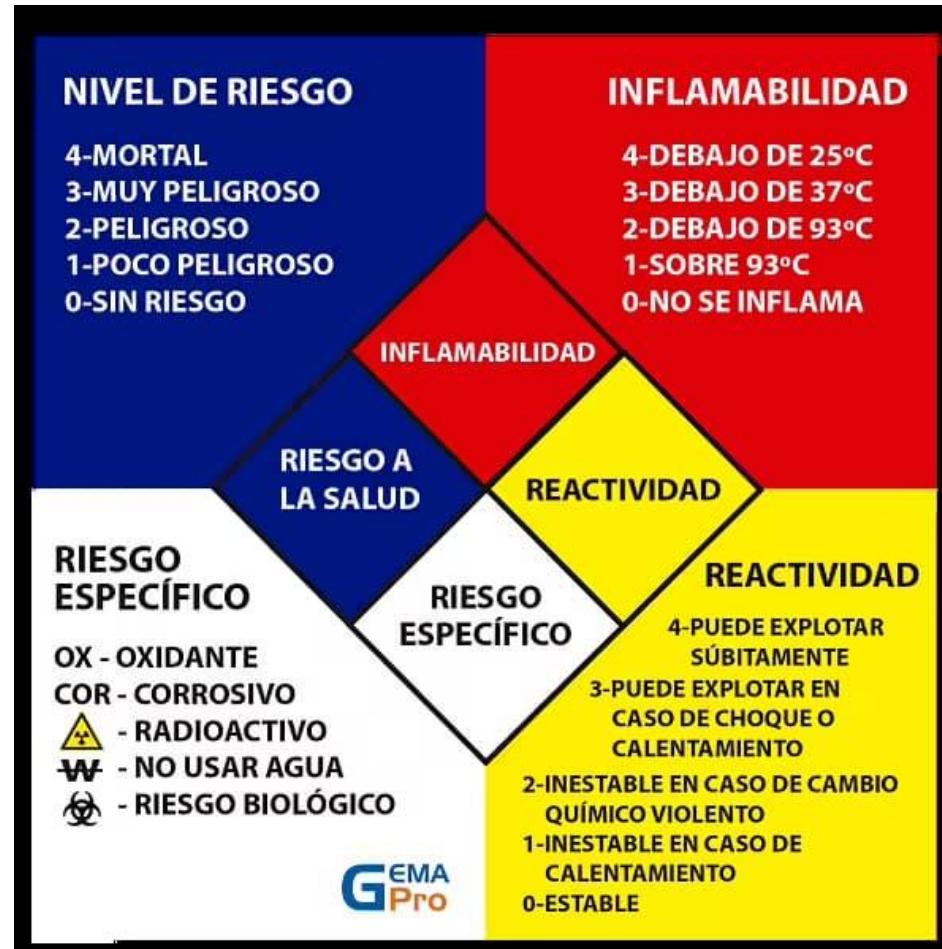 NIVEL DE RIESGO
4-MORTAL
3-MUY PELIGROSO
2-PELIGROSO
1-POCO PELIGROSO
0-SIN RIESGO
INFLAMABILIDAD
4-DEBAJO DE 25ºC
3-DEBAJO DE 37ºC
2-DEBAJO DE 93ºC
1-SOBRE 93ºC
0-NO SE INFLAMA
INFLAMABILIDAD
RIESGO A
LA SALUD
REACTIVIDAD
RIESGO
ESPECÍFICO
RIESGO
ESPECÍFICO
OX - OXIDANTE
COR - CORROSIVO
- RADIOACTIVO
W - NO USAR AGUA
- RIESGO BIOLÓGICO
REACTIVIDAD
4-PUEDE EXPLOTAR
SÚBITAMENTE
3-PUEDE EXPLOTAR EN
CASO DE CHOQUE O
CALENTAMIENTO
2-INESTABLE EN CASO DE CAMBIO
QUÍMICO VIOLENTO
1-INESTABLE EN CASO DE
CALENTAMIENTO
0-ESTABLE
GEMA
Pro